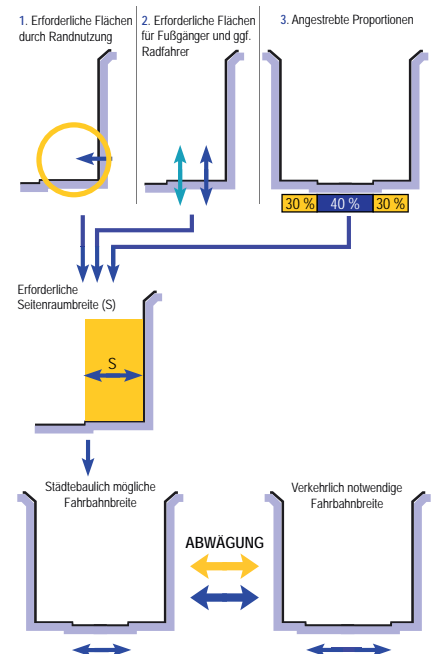 1. Erforderliche Flächen
durch Randnutzung
2. Erforderliche Flächen
für Fußgänger und ggf.
Radfahrer
3. Angestrebte Proportionen
30 % 40 % 30 %
Erforderliche
Seitenraumbreite (S)
S
Städtebaulich mögliche
Fahrbahnbreite
ABWÄGUNG
Verkehrlich notwendige
Fahrbahnbreite